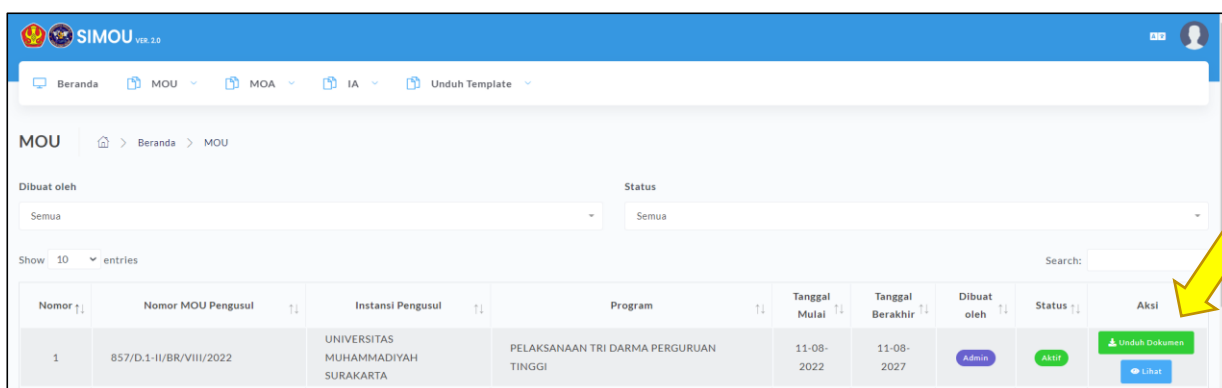 SIMOU VER. 2.0
Beranda MOU MOA IA Unduh Template
MOU Beranda > MOU
Dibuat oleh Status
Semua Semua
Show 10 entries Search:
Nomor Nomor MOU Pengusul Instansi Pengusul Program Tanggal Mulai Tanggal Berakhir Dibuat oleh Status Aksi
1 857/D.1-II/BR/VIII/2022 UNIVERSITAS MUHAMMADIYAH SURAKARTA PELAKSANAAN TRI DARMA PERGURUAN TINGGI 11-08-2022 11-08-2027 Admin Aktif Unduh Dokumen
Lihat